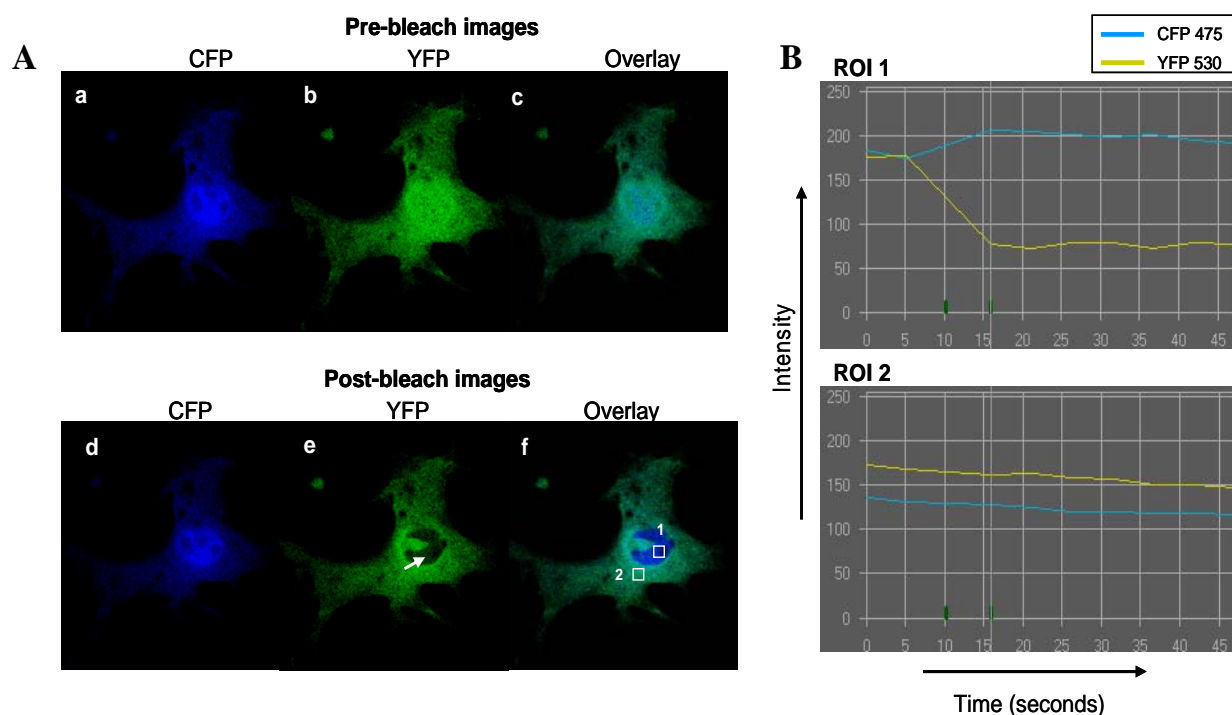 A
Pre-bleach images
CFP YFP Overlay
a b c
Post-bleach images
CFP YFP Overlay
d e f
1
2
B
CFP 475
YFP 530
ROI 1
250
200
150
100
50
0
0 5 10 15 20 25 30 35 40 45
Intensity
ROI 2
250
200
150
100
50
0
0 5 10 15 20 25 30 35 40 45
Time (seconds)